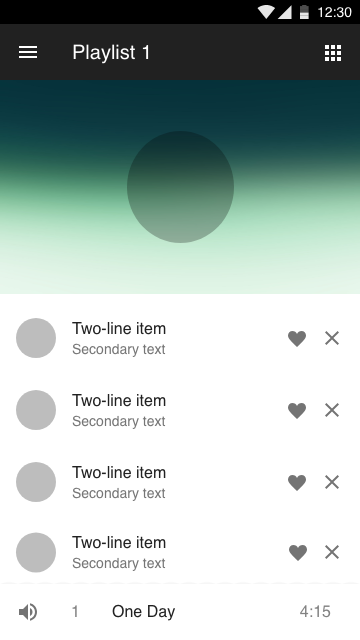 12:30
Playlist 1
Two-line item
Secondary text
Two-line item
Secondary text
Two-line item
Secondary text
Two-line item
Secondary text
1 One Day 4:15